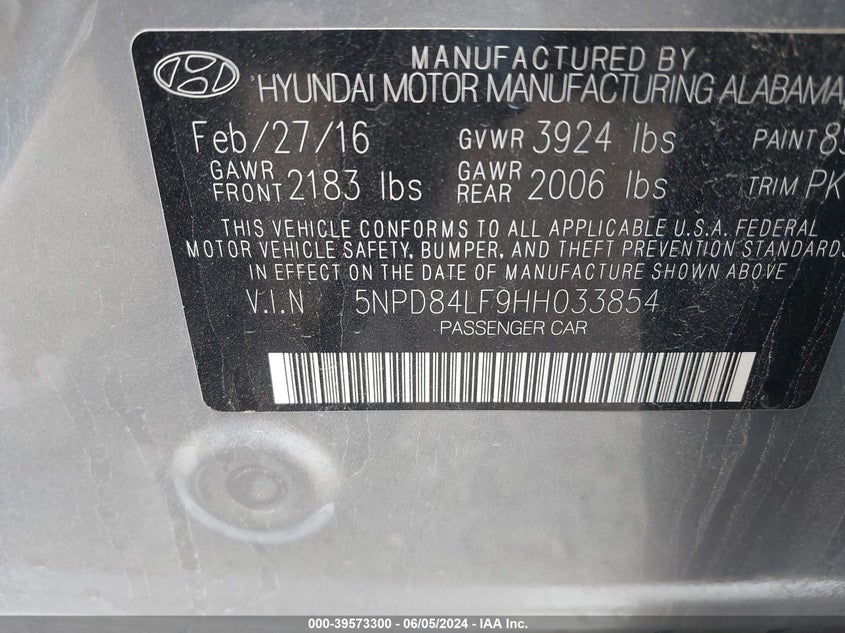 MANUFACTURED BY
HYUNDAI MOTOR MANUFACTURING ALABAMA,
Feb/27/16 GVWR 3924 lbs PAINT
GAWR FRONT 2183 lbs GAWR REAR 2006 lbs TRIM PK
THIS VEHICLE CONFORMS TO ALL APPLICABLE U.S.A. FEDERAL
MOTOR VEHICLE SAFETY, BUMPER, AND THEFT PREVENTION STANDARDS
IN EFFECT ON THE DATE OF MANUFACTURE SHOWN ABOVE
V.I.N 5NPD84LF9HH033854
PASSENGER CAR
000-39573300 - 06/05/2024 - IAA Inc.